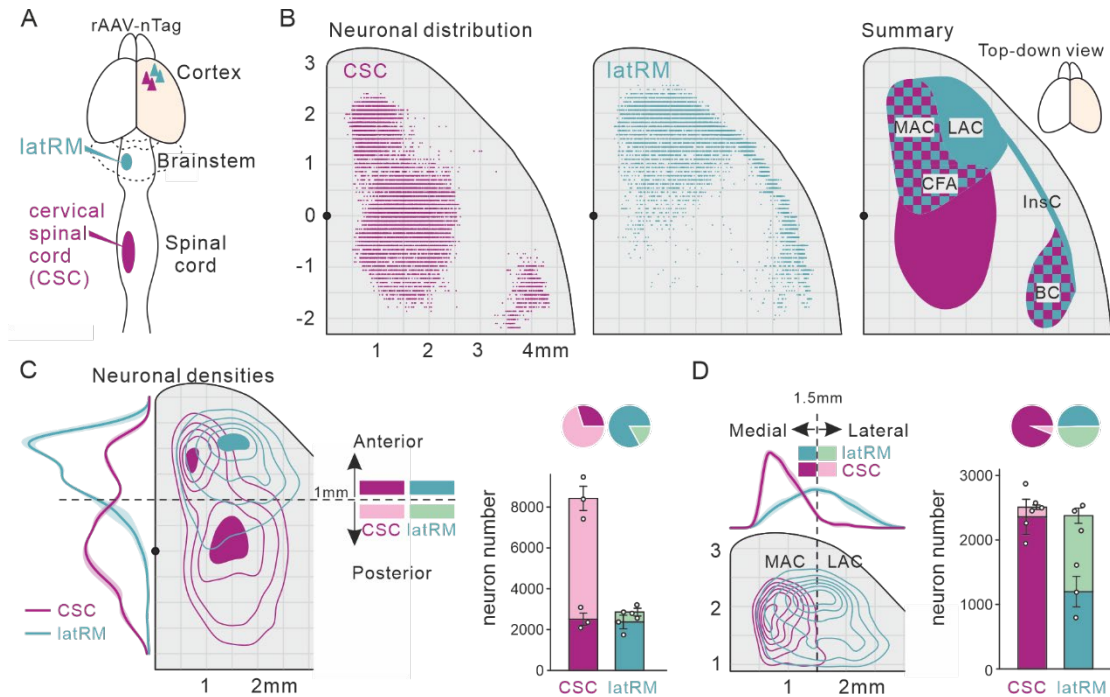 A
rAAV-nTag
Cortex
latRM
Brainstem
cervical
spinal
cord
(CSC)
Spinal
cord
B
Neuronal distribution
Summary
Top-down view
3
2
1
0
-1
-2
CSC
1 2 3 4mm
latRM
MAC
LAC
CFA
InsC
BC
C
Neuronal densities
Anterior
1mm
CSC latRM
Posterior
CSC
latRM
1 2mm
neuron number
8000
6000
4000
2000
0
CSC latRM
D
1.5mm
Medial Lateral
latRM
CSC
3
2
1
MAC LAC
1 2mm
neuron number
3000
2000
1000
0
CSC latRM